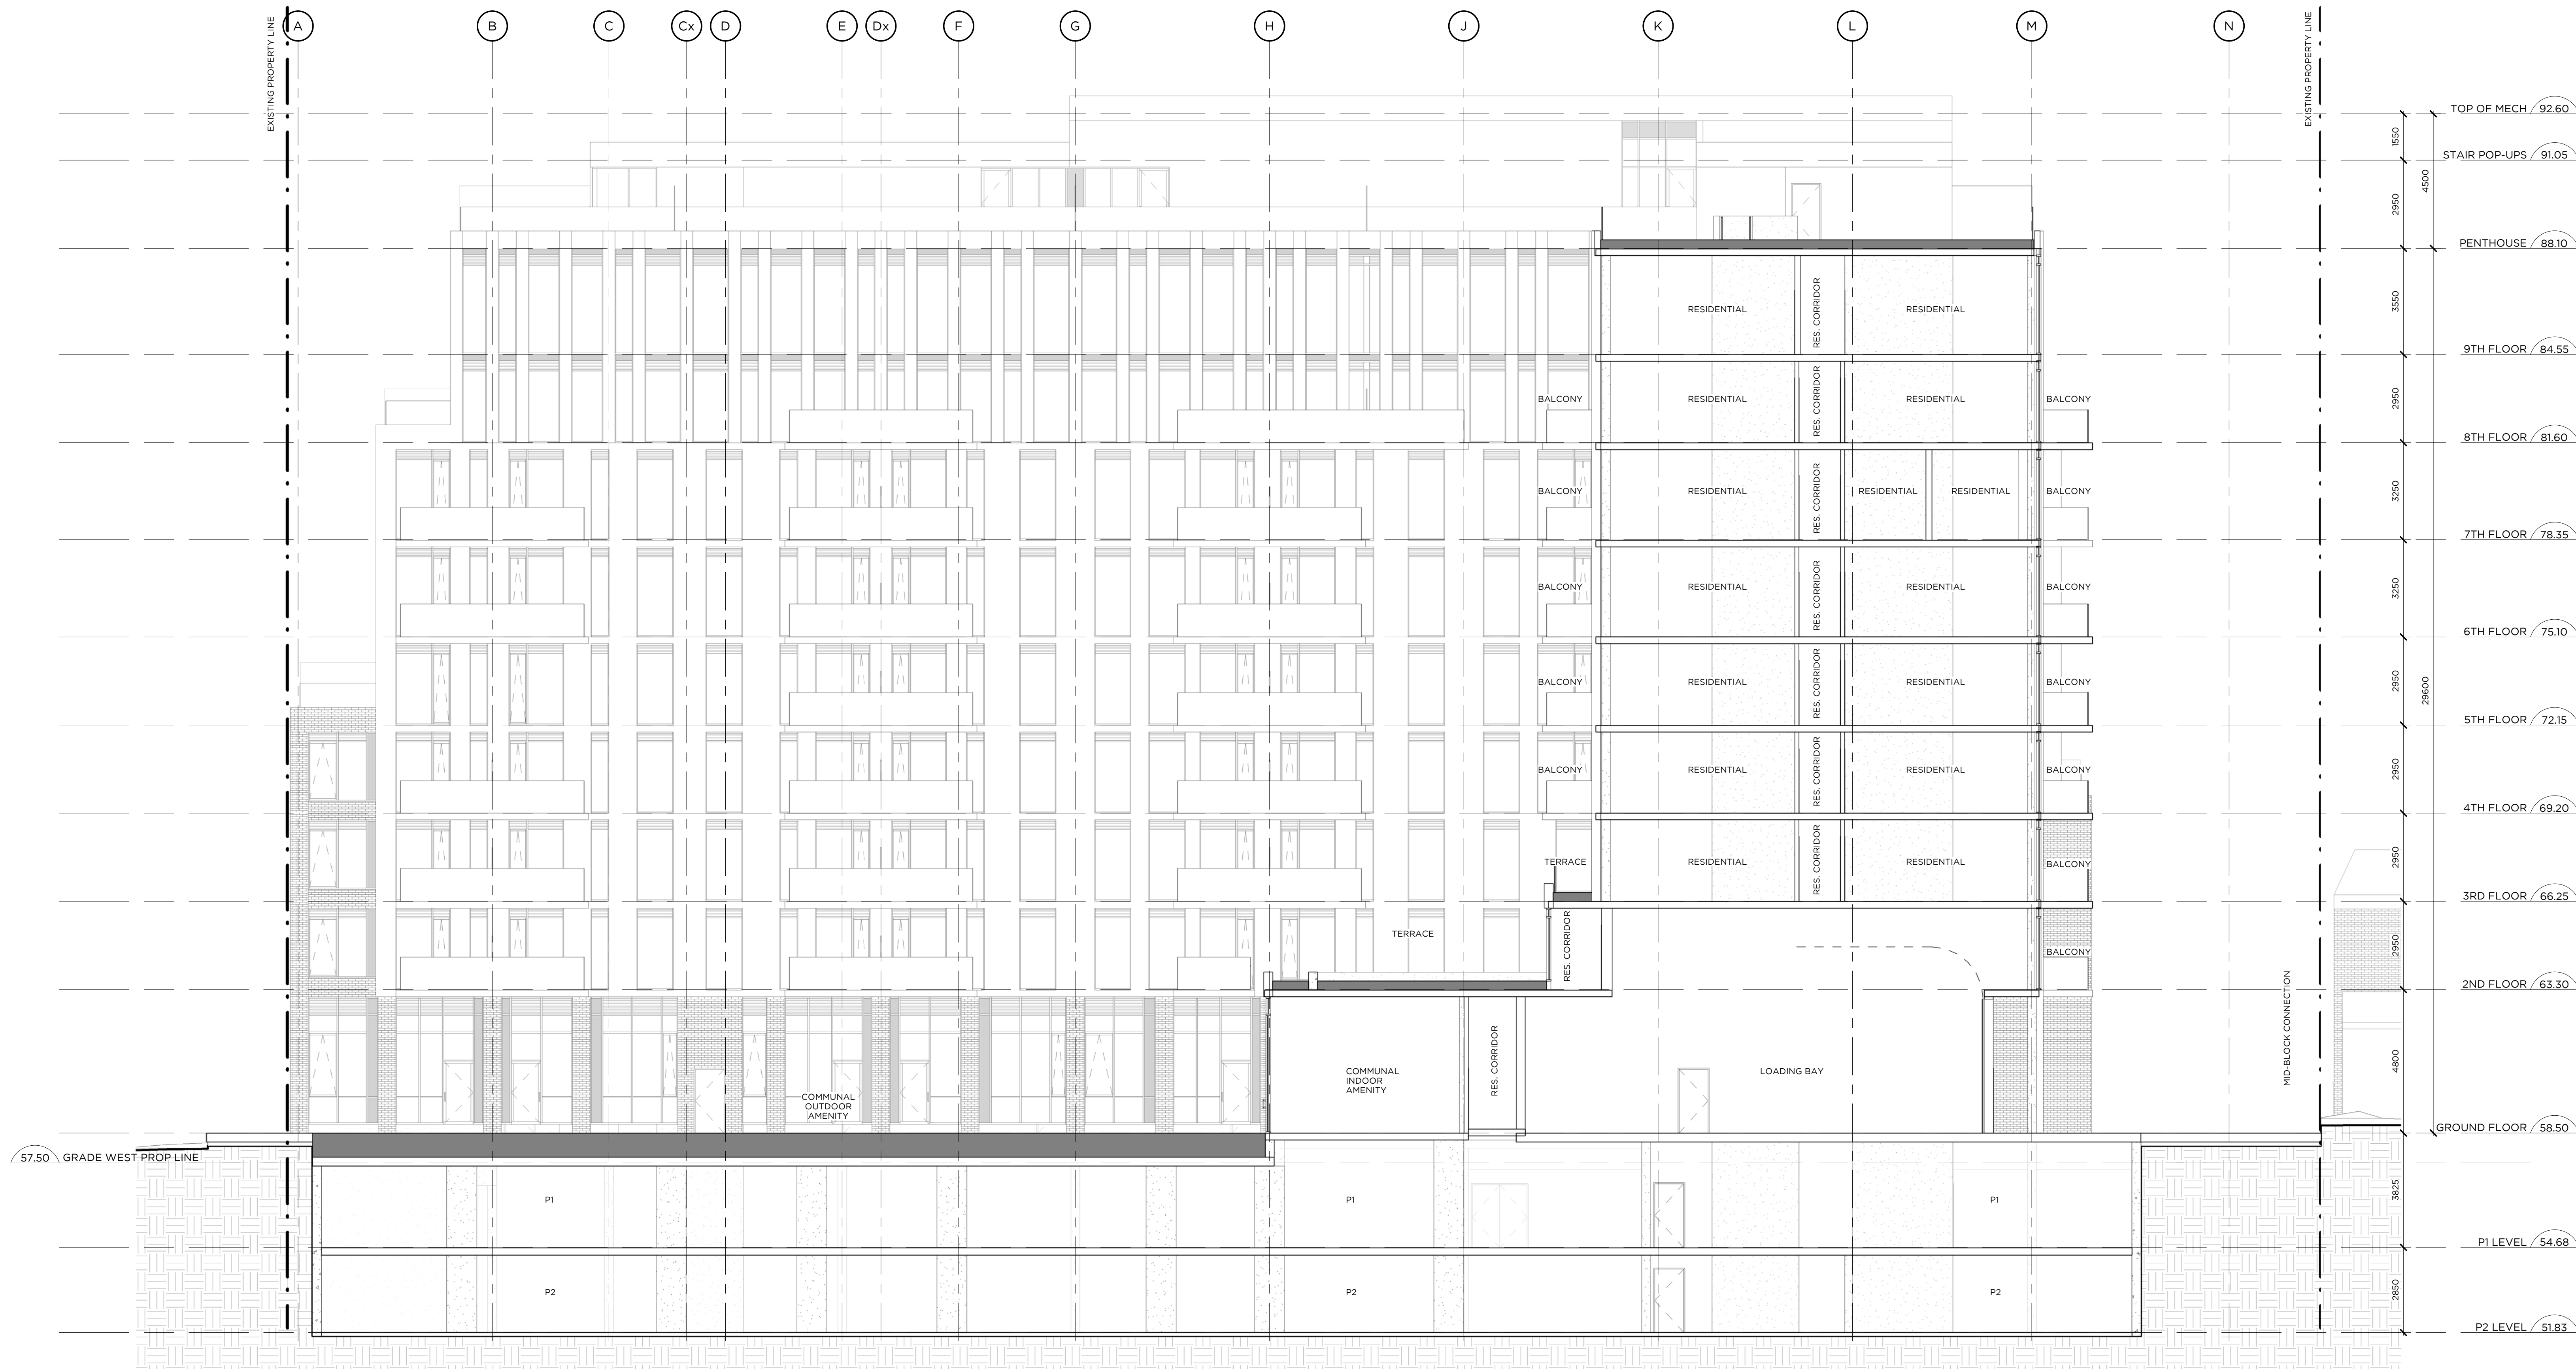 A B C Cx D E Dx F G H J K L M N
EXISTING PROPERTY LINE
EXISTING PROPERTY LINE
TOP OF MECH 92.60
1550
STAIR POP-UPS 91.05
2950
4500
PENTHOUSE 88.10
RESIDENTIAL RES. CORRIDOR RESIDENTIAL 3550
9TH FLOOR 84.55
BALCONY RESIDENTIAL RES. CORRIDOR RESIDENTIAL BALCONY 2950
8TH FLOOR 81.60
BALCONY RESIDENTIAL RES. CORRIDOR RESIDENTIAL RESIDENTIAL BALCONY 3250
7TH FLOOR 78.35
BALCONY RESIDENTIAL RES. CORRIDOR RESIDENTIAL BALCONY 3250
6TH FLOOR 75.10
BALCONY RESIDENTIAL RES. CORRIDOR RESIDENTIAL BALCONY 2950
29600
5TH FLOOR 72.15
BALCONY RESIDENTIAL RES. CORRIDOR RESIDENTIAL BALCONY 2950
4TH FLOOR 69.20
TERRACE RESIDENTIAL RES. CORRIDOR RESIDENTIAL BALCONY 2950
3RD FLOOR 66.25
TERRACE RES. CORRIDOR BALCONY 2950
2ND FLOOR 63.30
MID-BLOCK CONNECTION
COMMUNAL
OUTDOOR
AMENITY
COMMUNAL
INDOOR
AMENITY
RES. CORRIDOR
LOADING BAY
4800
GROUND FLOOR 58.50
57.50 GRADE WEST PROP LINE
P1 P1 P1 3825
P1 LEVEL 54.68
P2 P2 P2 2850
P2 LEVEL 51.83